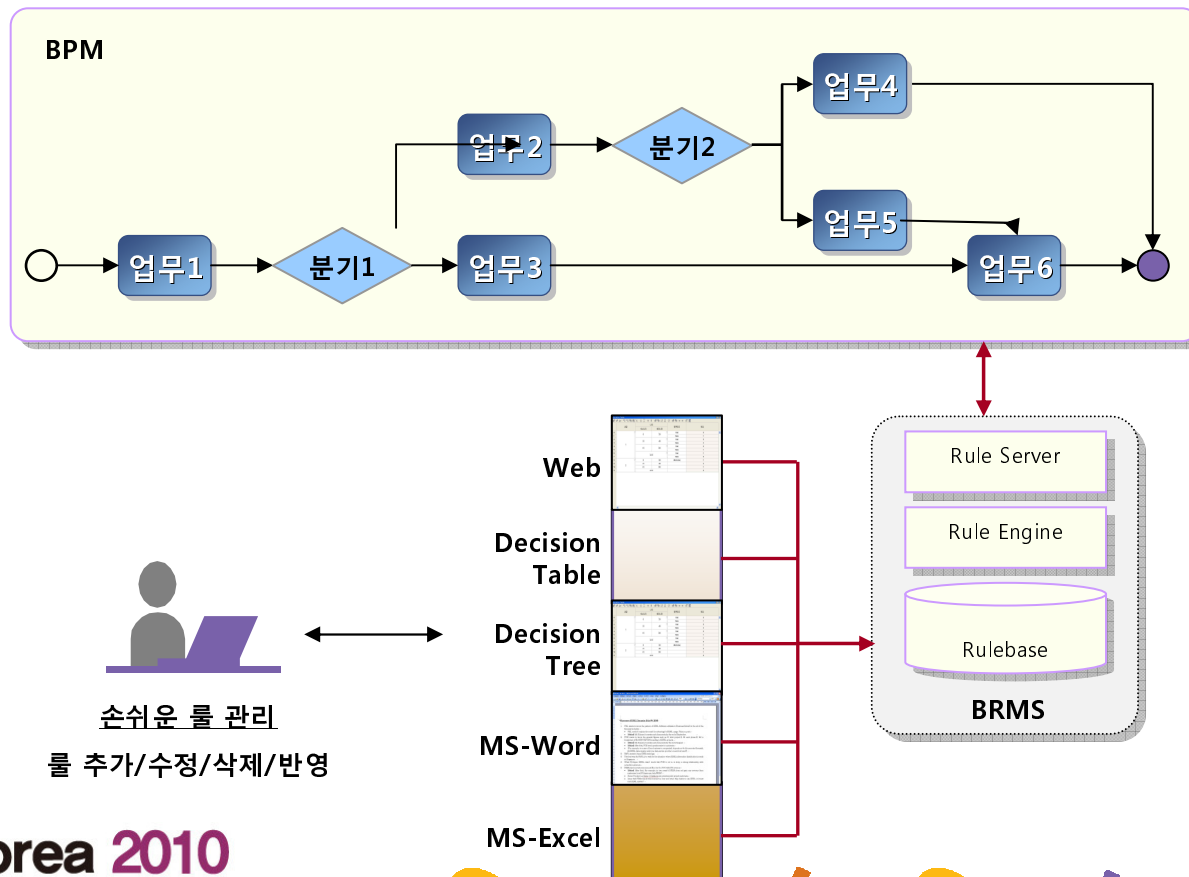 BPM
업무4
업무2
분기2
업무5
업무1
분기1
업무3
업무6
Web
Rule Server
Decision
Table
Rule Engine
Decision
Tree
Rulebase
BRMS
손쉬운 룰 관리
룰 추가/수정/삭제/반영
MS-Word
MS-Excel
orea 2010